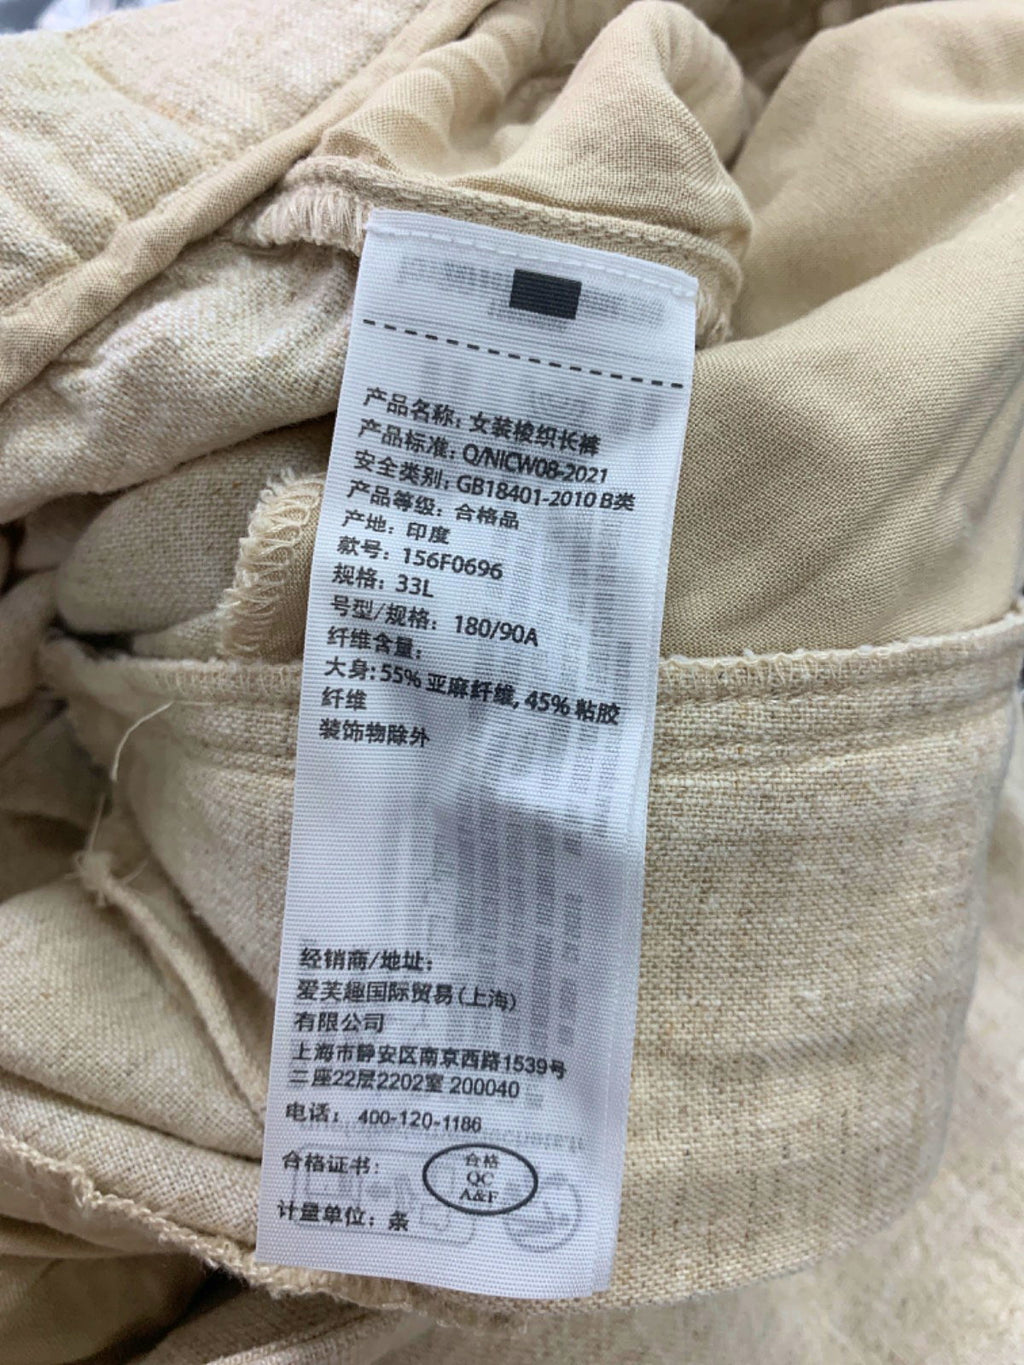 产品名称: 女装梭织长裤
产品标准: Q/NICW08-2021
安全类别: GB18401-2010 B类
产品等级: 合格品
产地: 印度
款号: 156F0696
规格: 33L
号型/规格: 180/90A
纤维含量:
大身: 55% 亚麻纤维, 45% 粘胶
纤维
装饰物除外
经销商/地址:
爱芙趣国际贸易(上海)
有限公司
上海市静安区南京西路1539号
二座22层2202室 200040
电话: 400-120-1186
合格证书:
合格
QC
A&F
计量单位: 条